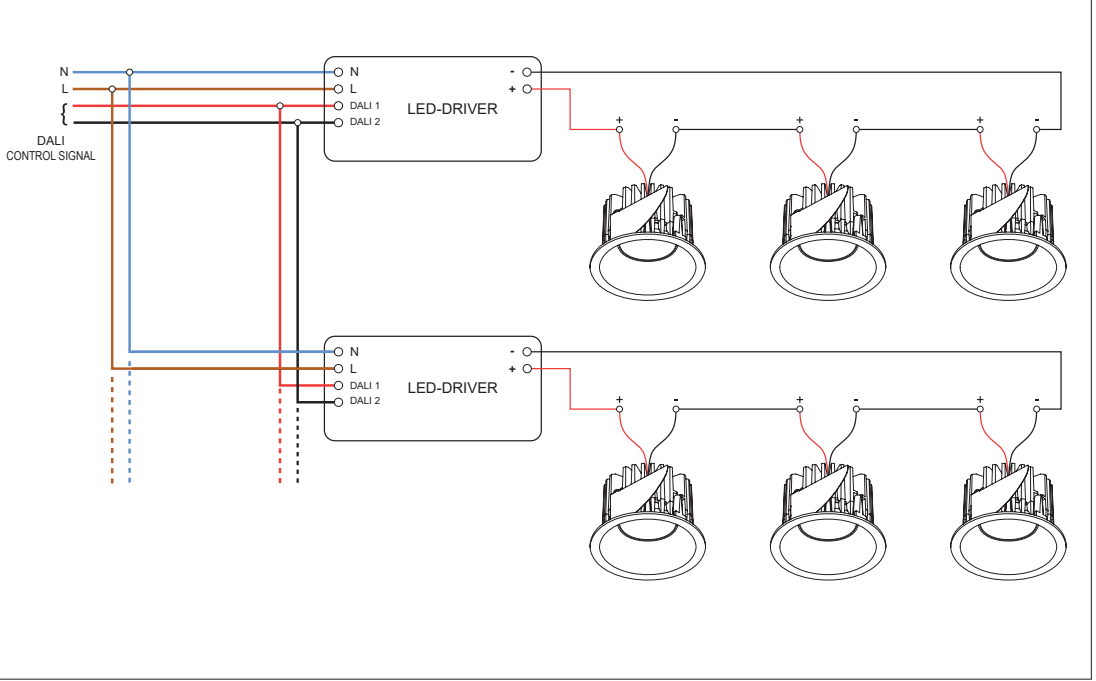 N
L
{
DALI
CONTROL SIGNAL
N
L
DALI 1
DALI 2
LED-DRIVER
-
+
+ - + - + -
N
L
DALI 1
DALI 2
LED-DRIVER
-
+
+ - + - + -